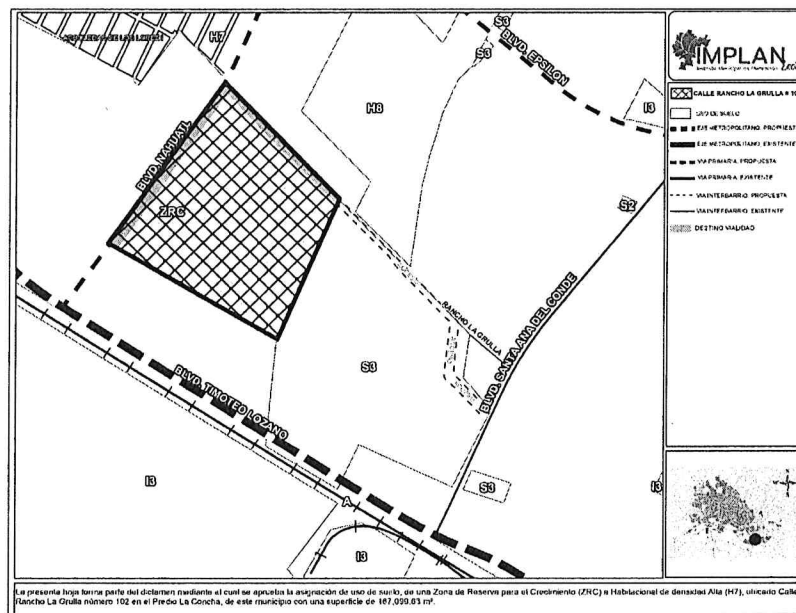 H7
S3
S3
BLVD. EPSILON
IMPLAN
León
I3
H8
BLVD. NAHUATL
ZRC
S2
RANCHO LA GRULLA
BLVD. SANTA ANA DEL CONDE
S3
BLVD. TIMOTEO LOZANO
I3
S3
I3
A
I3
CALLE RANCHO LA GRULLA # 10
USO DE SUELO
EJE METROPOLITANO, PROPUESTO
EJE METROPOLITANO, EXISTENTE
VIA PRIMARIA, PROPUESTA
VIA PRIMARIA, EXISTENTE
VIA INTERBARRIO, PROPUESTA
VIA INTERBARRIO, EXISTENTE
DESTINO VIALIDAD
La presente hoja forma parte del dictamen mediante el cual se aprueba la asignación de uso de suelo, de una Zona de Reserva para el Crecimiento (ZRC) a Habitacional de densidad Alta (H7), ubicado Calle
Rancho La Grulla número 102 en el Predio La Concha, de este municipio con una superficie de 167,099.63 m².